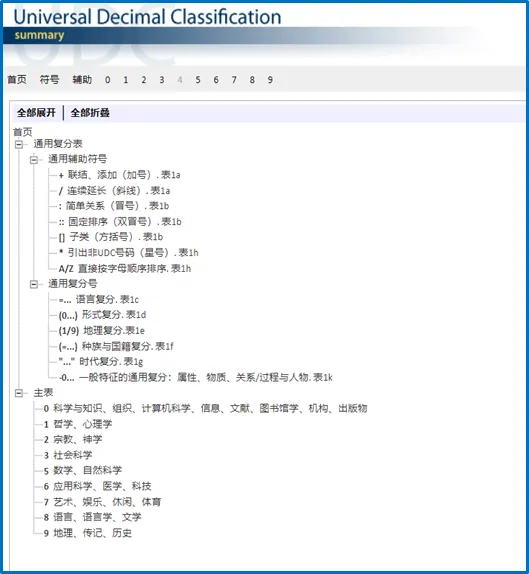 Universal Decimal Classification
summary
首页 符号 辅助 0 1 2 3 4 5 6 7 8 9
全部展开 全部折叠
首页
通用复分表
通用辅助符号
+ 联结、添加（加号）. 表1a
/ 连续延长（斜线）. 表1a
: 简单关系（冒号）. 表1b
:: 固定排序（双冒号）. 表1b
[] 子类（方括号）. 表1b
* 引出非UDC号码（星号）. 表1h
A/Z 直接按字母顺序排序. 表1h
通用复分号
=... 语言复分. 表1c
(0...) 形式复分. 表1d
(1/9) 地理复分. 表1e
(=...) 种族与国籍复分. 表1f
"..." 时代复分. 表1g
-0... 一般特征的通用复分：属性、物质、关系/过程与人物. 表1k
主表
0 科学与知识、组织、计算机科学、信息、文献、图书馆学、机构、出版物
1 哲学、心理学
2 宗教、神学
3 社会科学
5 数学、自然科学
6 应用科学、医学、科技
7 艺术、娱乐、休闲、体育
8 语言、语言学、文学
9 地理、传记、历史